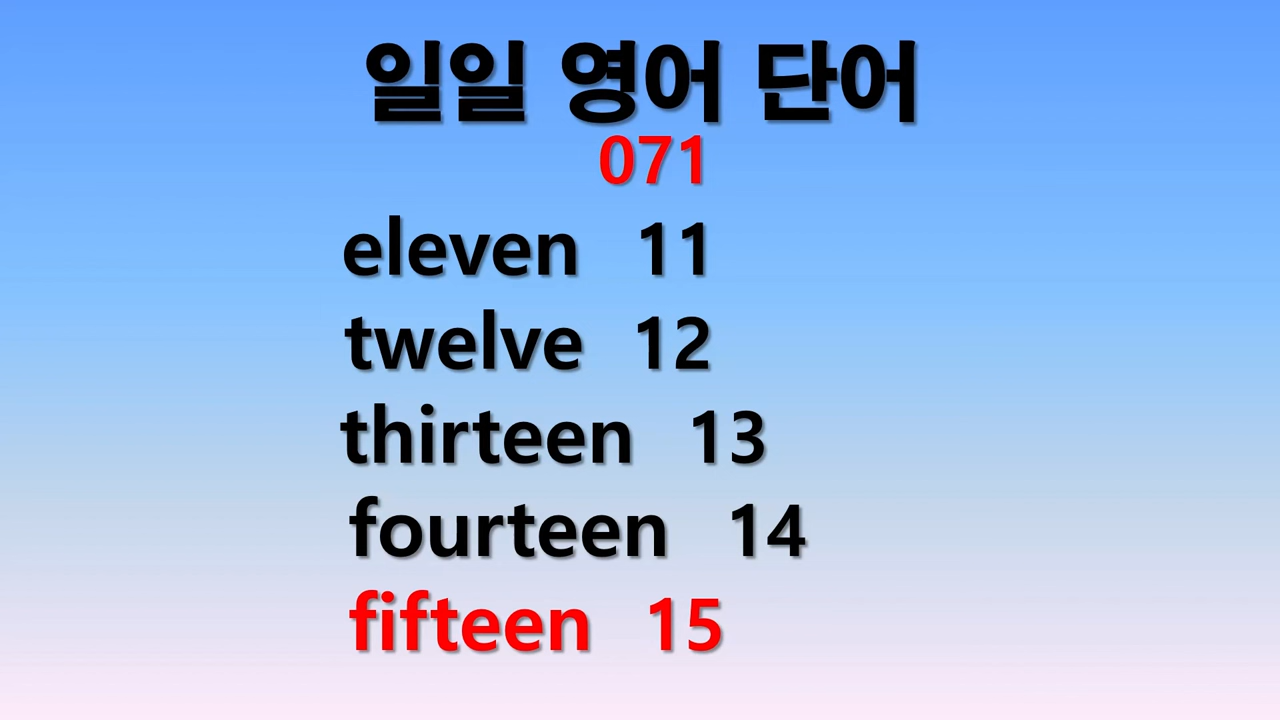 일일 영어 단어
071
eleven 11
twelve 12
thirteen 13
fourteen 14
fifteen 15